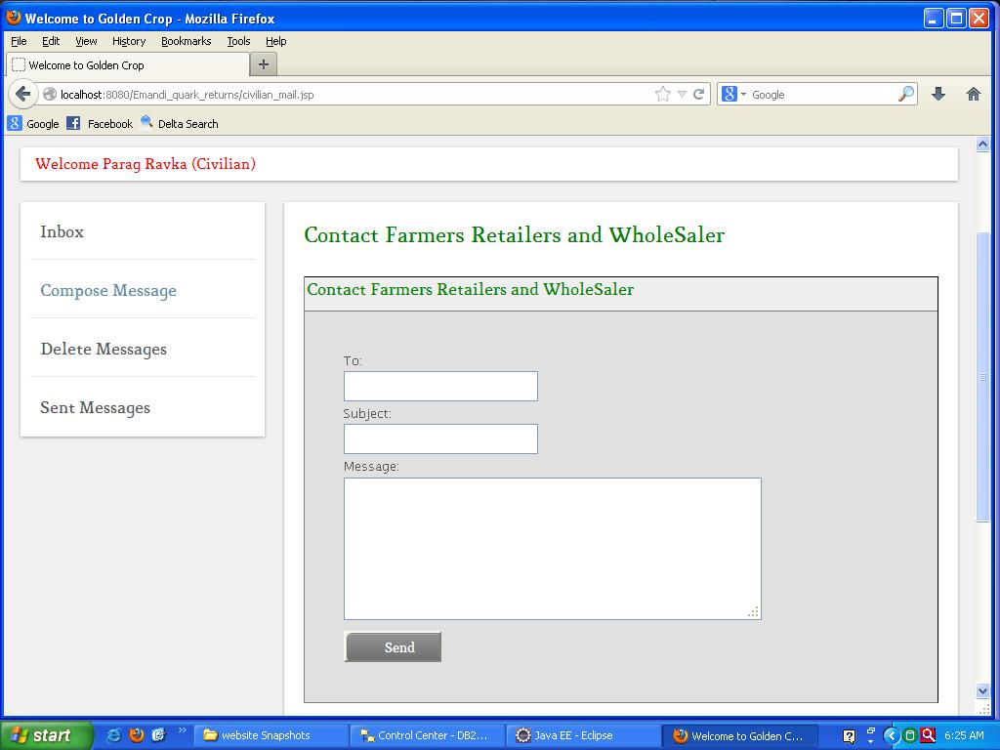 Welcome to Golden Crop - Mozilla Firefox
File Edit View History Bookmarks Tools Help
Welcome to Golden Crop +
localhost:8080/Emandi_quark_returns/civilian_mail.jsp 8 Google
8 Google f Facebook Delta Search
Welcome Parag Ravka (Civilian)
Inbox
Compose Message
Delete Messages
Sent Messages
Contact Farmers Retailers and WholeSaler
Contact Farmers Retailers and WholeSaler
To:
Subject:
Message:
Send
start » website Snapshots Control Center - DB2... Java EE - Eclipse Welcome to Golden C... ? 6:25 AM